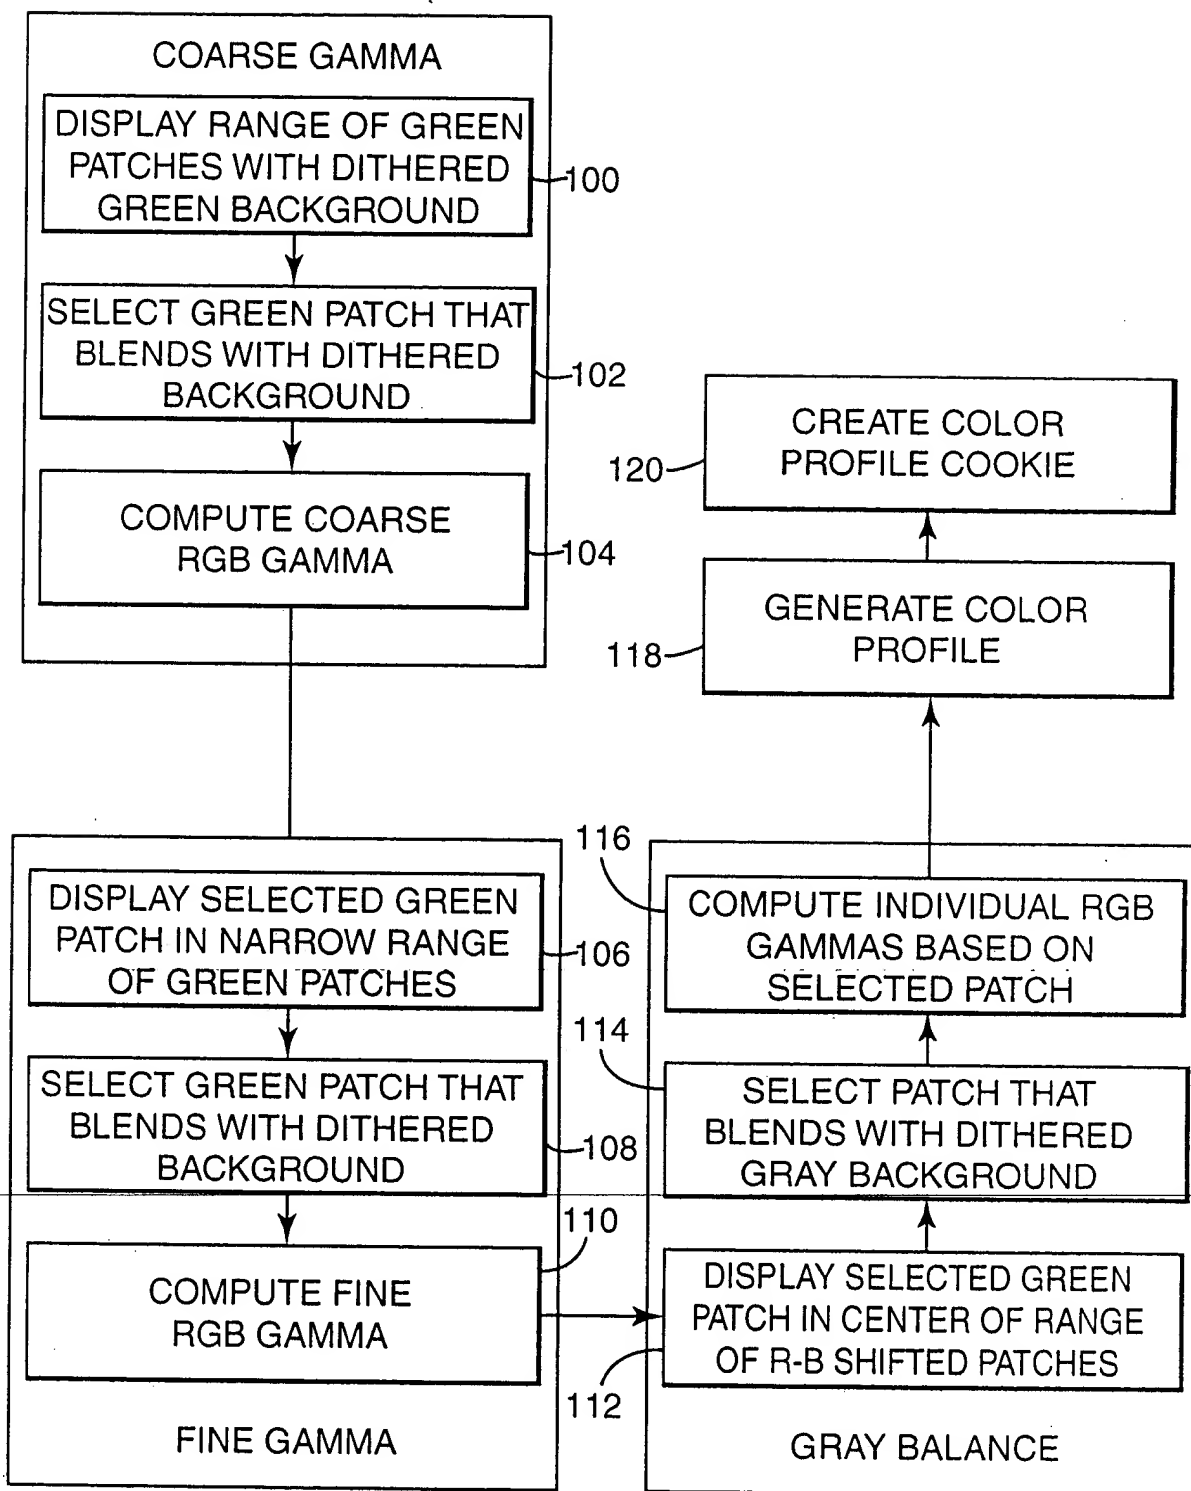 COARSE GAMMA
DISPLAY RANGE OF GREEN
PATCHES WITH DITHERED
GREEN BACKGROUND
100
SELECT GREEN PATCH THAT
BLENDS WITH DITHERED
BACKGROUND
102
COMPUTE COARSE
RGB GAMMA
104
DISPLAY SELECTED GREEN
PATCH IN NARROW RANGE
OF GREEN PATCHES
106
SELECT GREEN PATCH THAT
BLENDS WITH DITHERED
BACKGROUND
108
COMPUTE FINE
RGB GAMMA
110
FINE GAMMA
DISPLAY SELECTED GREEN
PATCH IN CENTER OF RANGE
OF R-B SHIFTED PATCHES
112
SELECT PATCH THAT
BLENDS WITH DITHERED
GRAY BACKGROUND
114
COMPUTE INDIVIDUAL RGB
GAMMAS BASED ON
SELECTED PATCH
116
GRAY BALANCE
GENERATE COLOR
PROFILE
118
CREATE COLOR
PROFILE COOKIE
120